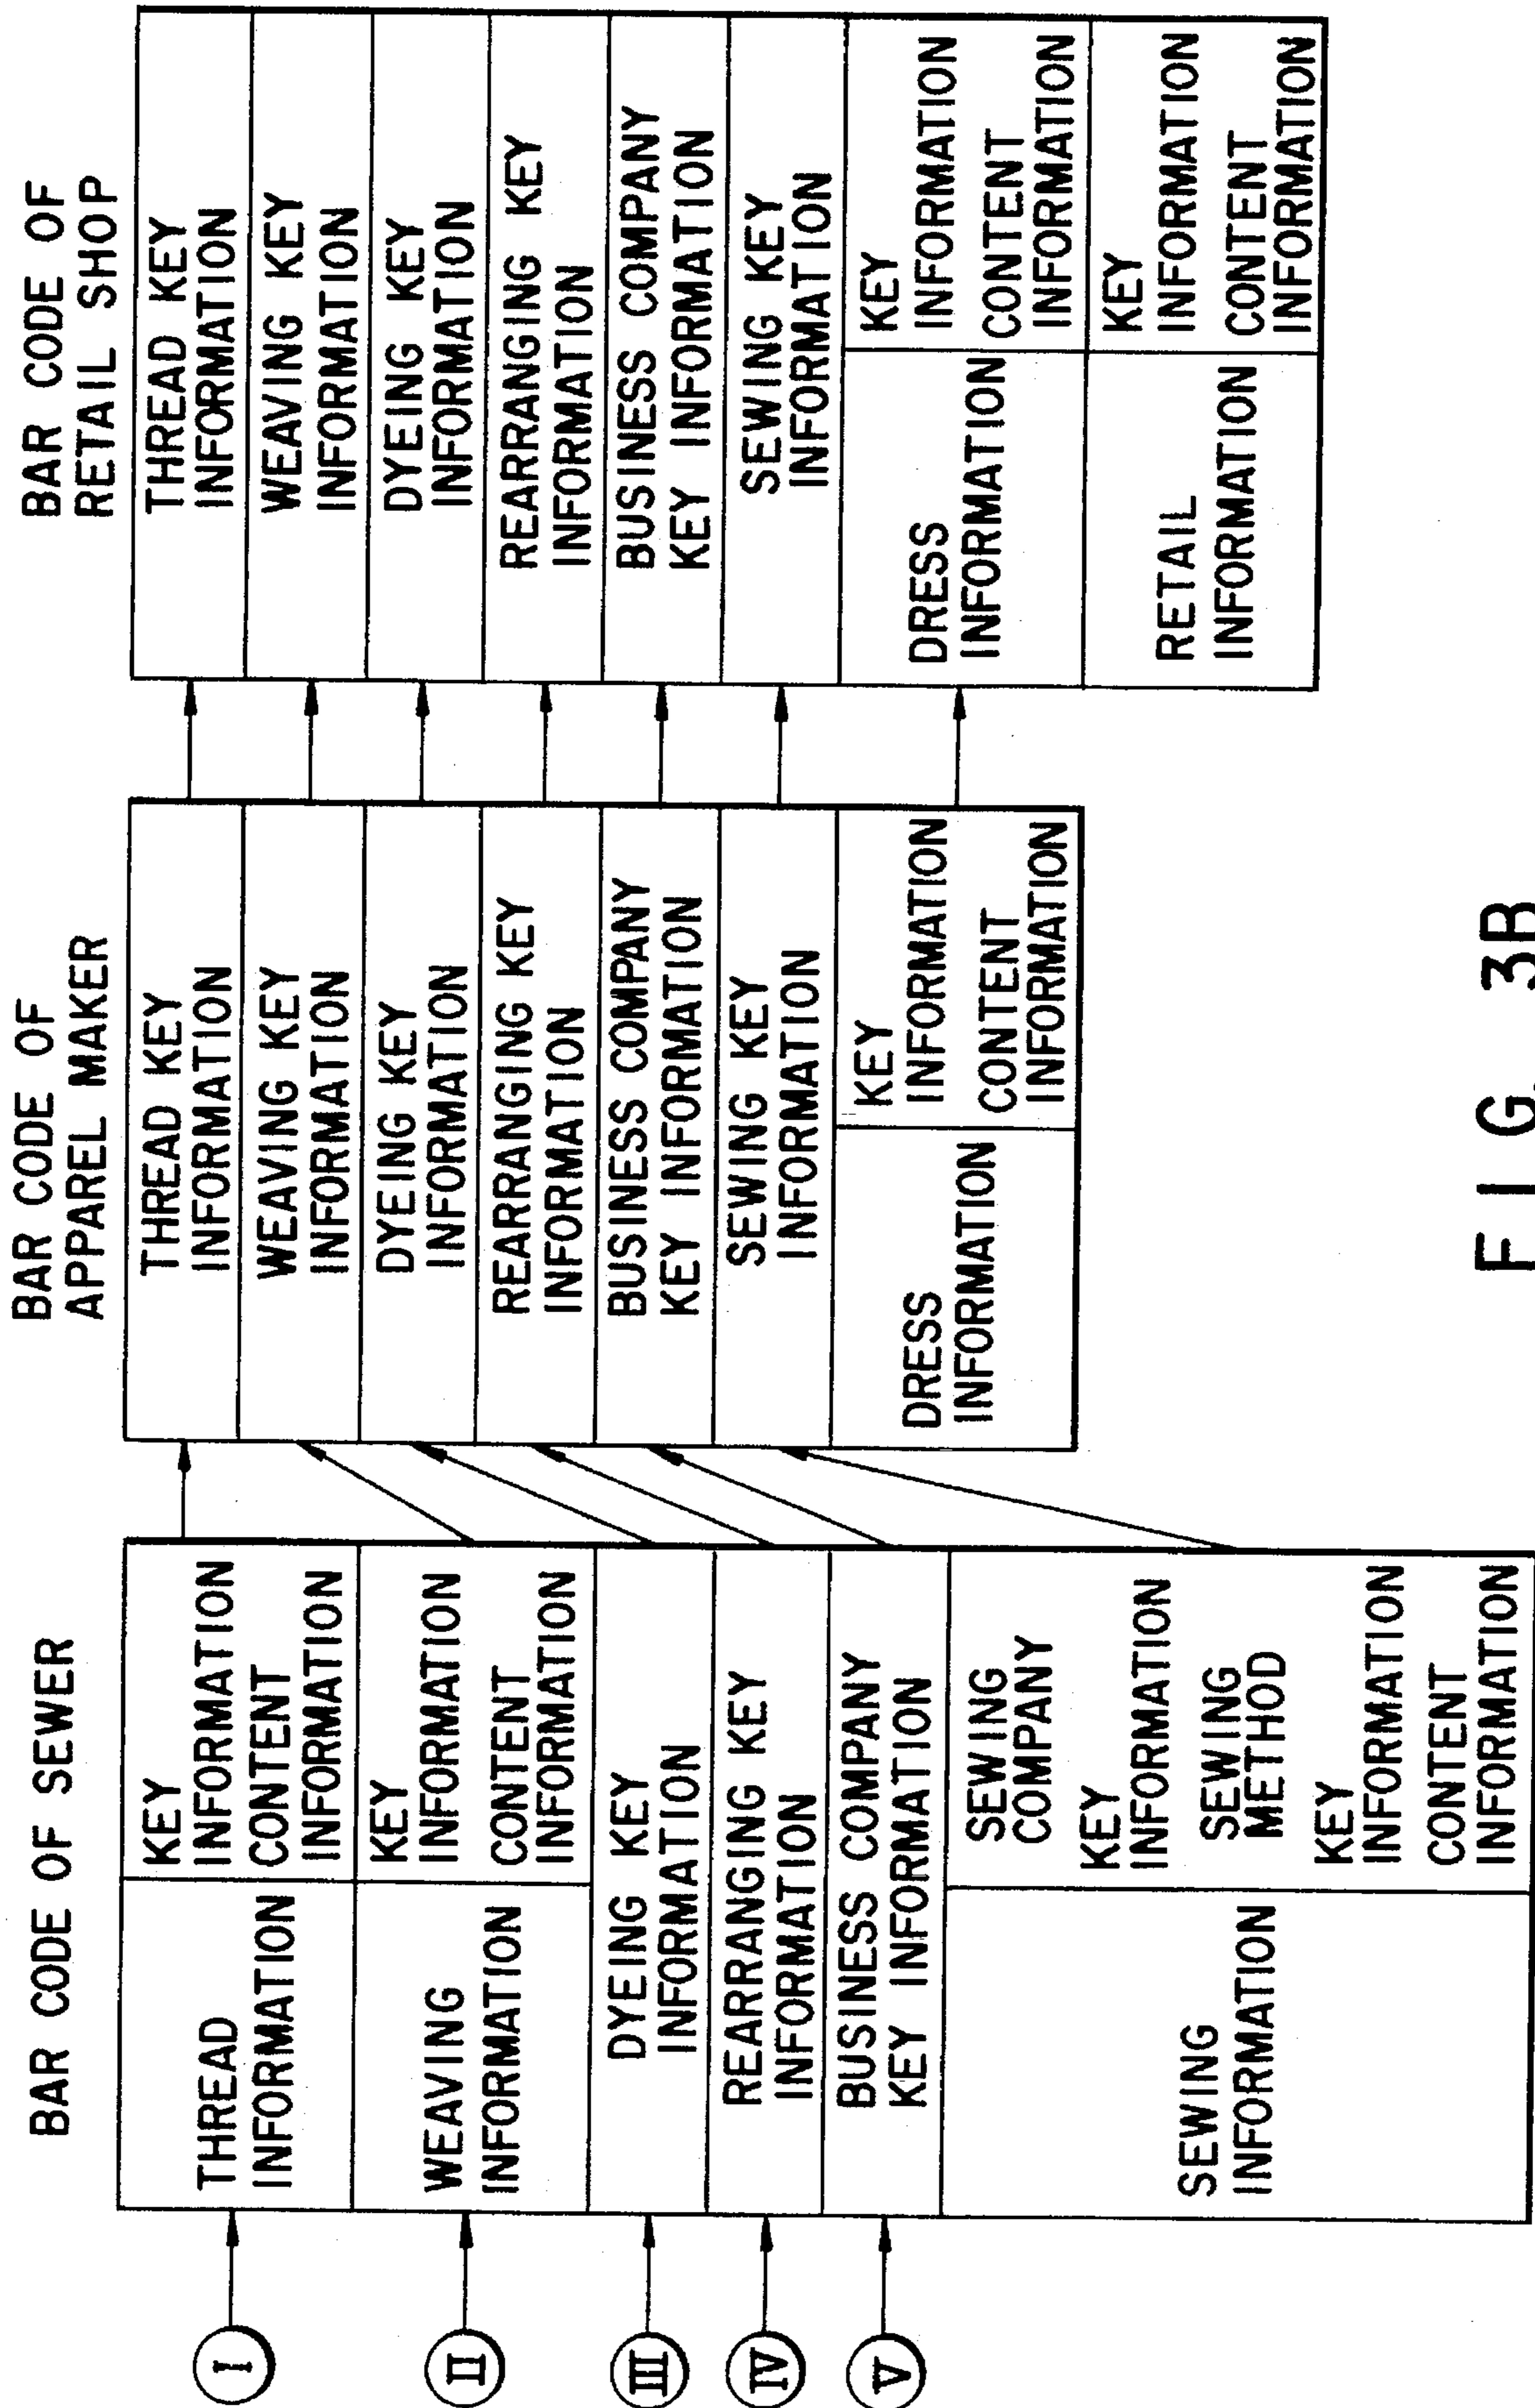 BAR CODE OF SEWER
I
THREAD
INFORMATION
KEY
INFORMATION
CONTENT
INFORMATION
II
WEAVING
INFORMATION
KEY
INFORMATION
CONTENT
INFORMATION
III
DYEING KEY
INFORMATION
IV
REARRANGING KEY
INFORMATION
V
BUSINESS COMPANY
KEY INFORMATION
SEWING
INFORMATION
SEWING
COMPANY
KEY
INFORMATION
SEWING
METHOD
KEY
INFORMATION
CONTENT
INFORMATION
BAR CODE OF
APPAREL MAKER
THREAD KEY
INFORMATION
WEAVING KEY
INFORMATION
DYEING KEY
INFORMATION
REARRANGING KEY
INFORMATION
BUSINESS COMPANY
KEY INFORMATION
SEWING KEY
INFORMATION
DRESS
INFORMATION
KEY
INFORMATION
CONTENT
INFORMATION
BAR CODE OF
RETAIL SHOP
THREAD KEY
INFORMATION
WEAVING KEY
INFORMATION
DYEING KEY
INFORMATION
REARRANGING KEY
INFORMATION
BUSINESS COMPANY
KEY INFORMATION
SEWING KEY
INFORMATION
DRESS
INFORMATION
KEY
INFORMATION
CONTENT
INFORMATION
RETAIL
INFORMATION
KEY
INFORMATION
CONTENT
INFORMATION
FIG. 3B